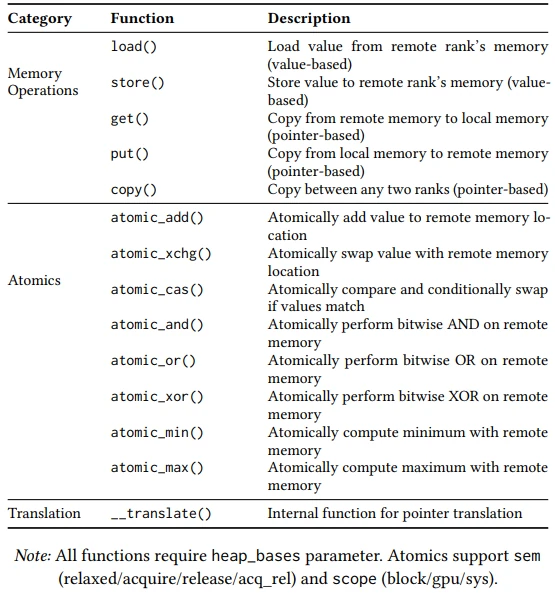 Category Function Description
load() Load value from remote rank's memory
(value-based)
Memory
Operations
store() Store value to remote rank's memory (value-
based)
get() Copy from remote memory to local memory
(pointer-based)
put() Copy from local memory to remote memory
(pointer-based)
copy() Copy between any two ranks (pointer-based)
atomic_add() Atomically add value to remote memory lo-
cation
atomic_xchg() Atomically swap value with remote memory
location
Atomics
atomic_cas() Atomically compare and conditionally swap
if values match
atomic_and() Atomically perform bitwise AND on remote
memory
atomic_or() Atomically perform bitwise OR on remote
memory
atomic_xor() Atomically perform bitwise XOR on remote
memory
atomic_min() Atomically compute minimum with remote
memory
atomic_max() Atomically compute maximum with remote
memory
Translation __translate() Internal function for pointer translation
Note: All functions require heap_bases parameter. Atomics support sem
(relaxed/acquire/release/acq_rel) and scope (block/gpu/sys).